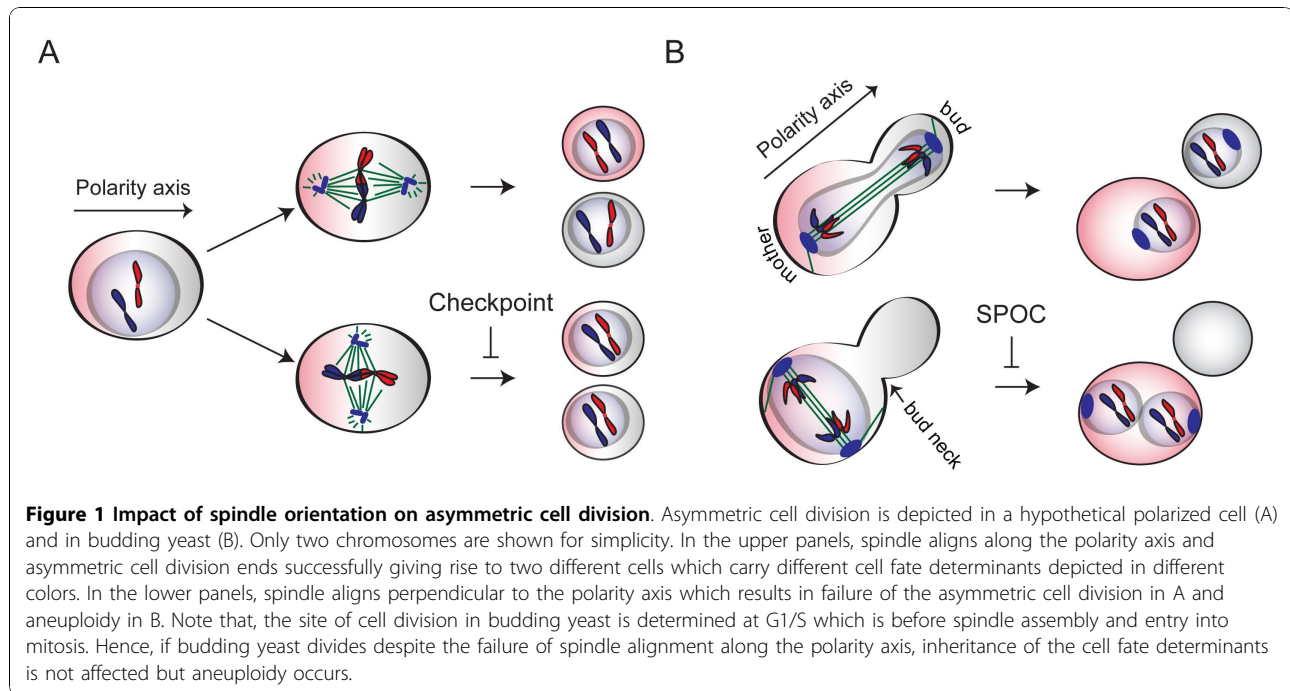 A
B
Polarity axis
Checkpoint
Polarity axis
bud
mother
SPOC
bud neck
Figure 1 Impact of spindle orientation on asymmetric cell division. Asymmetric cell division is depicted in a hypothetical polarized cell (A)
and in budding yeast (B). Only two chromosomes are shown for simplicity. In the upper panels, spindle aligns along the polarity axis and
asymmetric cell division ends successfully giving rise to two different cells which carry different cell fate determinants depicted in different
colors. In the lower panels, spindle aligns perpendicular to the polarity axis which results in failure of the asymmetric cell division in A and
aneuploidy in B. Note that, the site of cell division in budding yeast is determined at G1/S which is before spindle assembly and entry into
mitosis. Hence, if budding yeast divides despite the failure of spindle alignment along the polarity axis, inheritance of the cell fate determinants
is not affected but aneuploidy occurs.